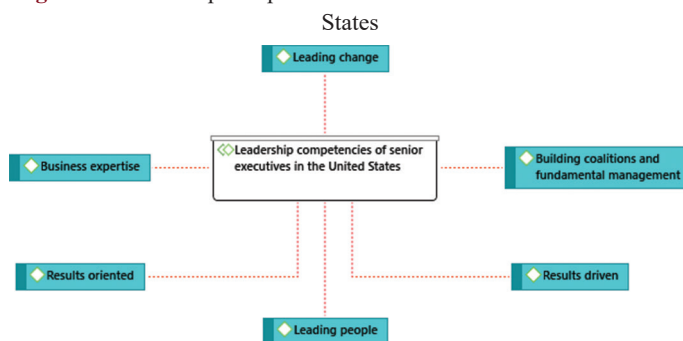 States
Leading change
Leadership competencies of senior
executives in the United States
Business expertise
Building coalitions and
fundamental management
Results oriented
Results driven
Leading people